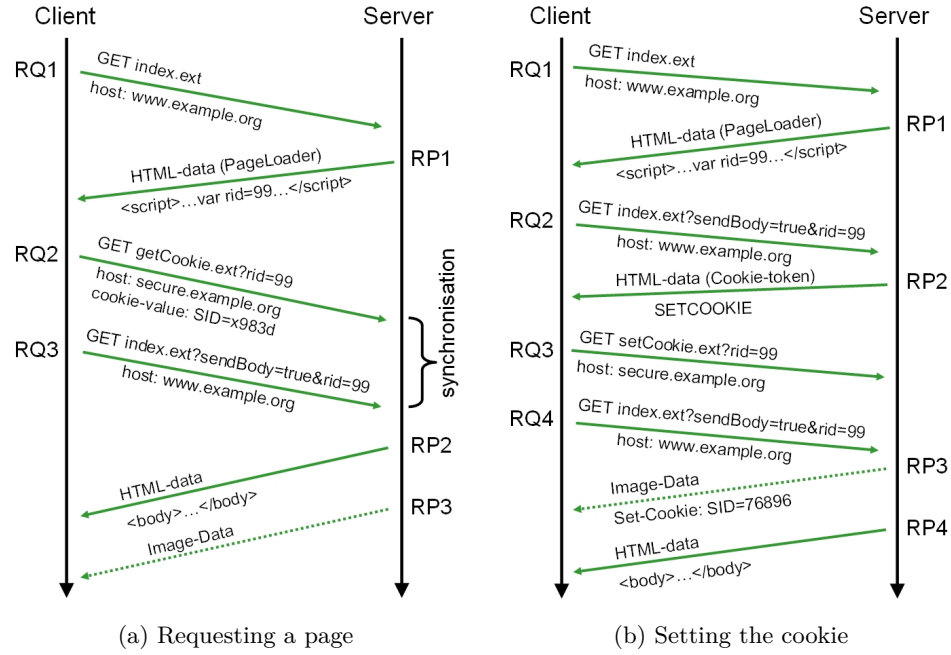 Client
Server
RQ1
GET index.ext
host: www.example.org
RP1
HTML-data (PageLoader)
<script>…var rid=99…</script>
RQ2
GET getCookie.ext?rid=99
host: secure.example.org
cookie-value: SID=x983d
RQ3
GET index.ext?sendBody=true&rid=99
host: www.example.org
synchronisation
RP2
HTML-data
<body>…</body>
RP3
Image-Data
(a) Requesting a page
Client
Server
RQ1
GET index.ext
host: www.example.org
RP1
HTML-data (PageLoader)
<script>…var rid=99…</script>
RQ2
GET index.ext?sendBody=true&rid=99
host: www.example.org
RP2
HTML-data (Cookie-token)
SETCOOKIE
RQ3
GET setCookie.ext?rid=99
host: secure.example.org
RQ4
GET index.ext?sendBody=true&rid=99
host: www.example.org
RP3
Image-Data
Set-Cookie: SID=76896
RP4
HTML-data
<body>…</body>
(b) Setting the cookie